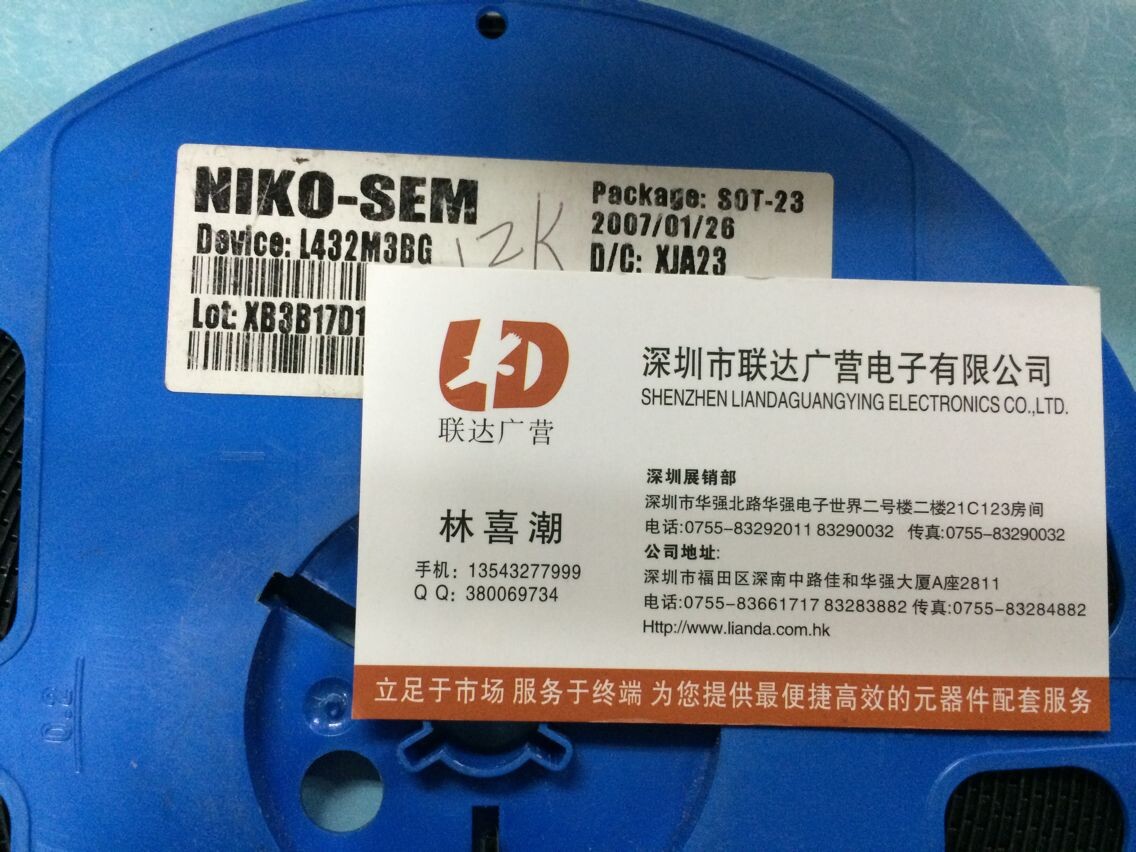 NIKO-SEM
Package: SOT-23
2007/01/26
Device: L432M3BG
12K
D/C: XJA23
Lot: XB3B17D1
LD
联达广营
深圳市联达广营电子有限公司
SHENZHEN LIANDAGUANGYING ELECTRONICS CO.,LTD.
林喜潮
手机：13543277999
Q Q：380069734
深圳展销部
深圳市华强北路华强电子世界二号楼二楼21C123房间
电话:0755-83292011 83290032 传真:0755-83290032
公司地址:
深圳市福田区深南中路佳和华强大厦A座2811
电话:0755-83661717 83283882 传真:0755-83284882
Http://www.lianda.com.hk
立足于市场 服务于终端 为您提供最便捷高效的元器件配套服务
0.2